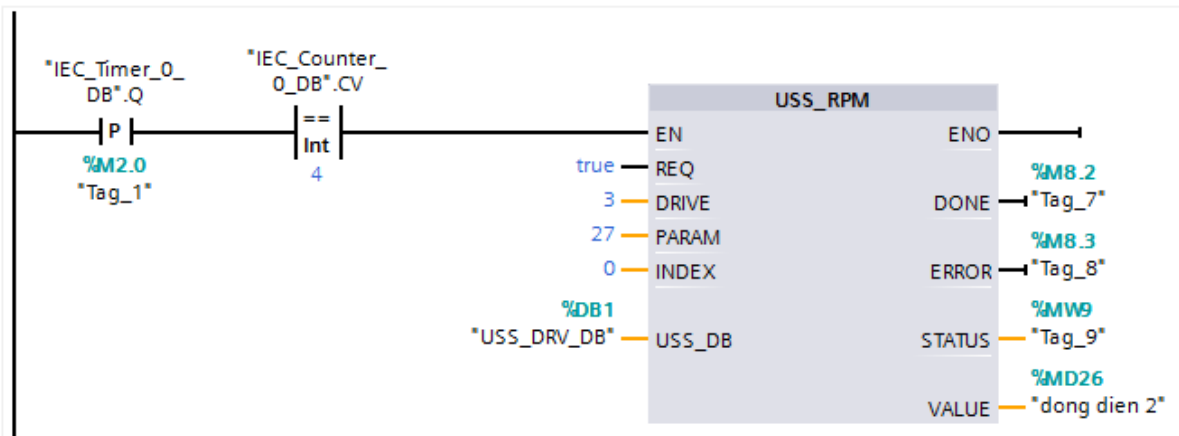 "IEC_Timer_0_
DB".Q
P
%M2.0
"Tag_1"
"IEC_Counter_
0_DB".CV
==
Int
4
USS_RPM
EN
ENO
true
REQ
%M8.2
3
DRIVE
DONE
"Tag_7"
27
PARAM
%M8.3
0
INDEX
ERROR
"Tag_8"
%DB1
%MW9
"USS_DRV_DB"
USS_DB
STATUS
"Tag_9"
%MD26
VALUE
"dong dien 2"